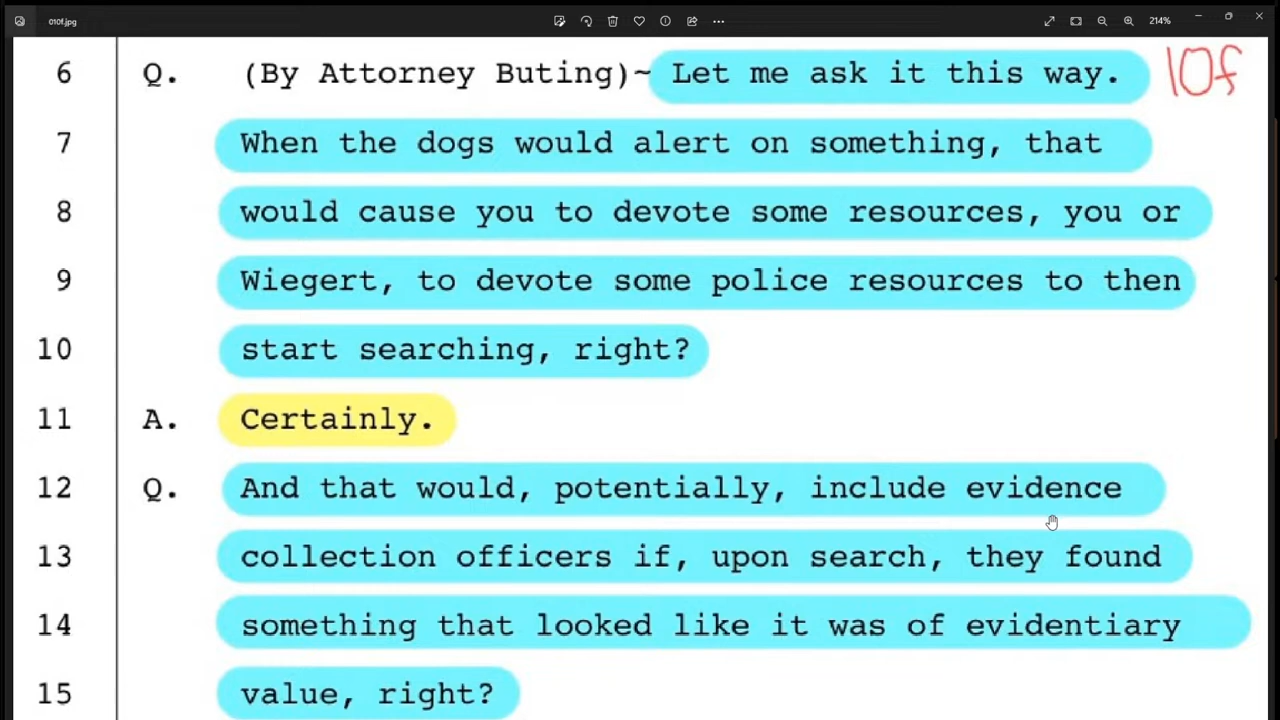 010f.jpg
214%
6 Q. (By Attorney Buting)~ Let me ask it this way. 10f
7 When the dogs would alert on something, that
8 would cause you to devote some resources, you or
9 Wiegert, to devote some police resources to then
10 start searching, right?
11 A. Certainly.
12 Q. And that would, potentially, include evidence
13 collection officers if, upon search, they found
14 something that looked like it was of evidentiary
15 value, right?